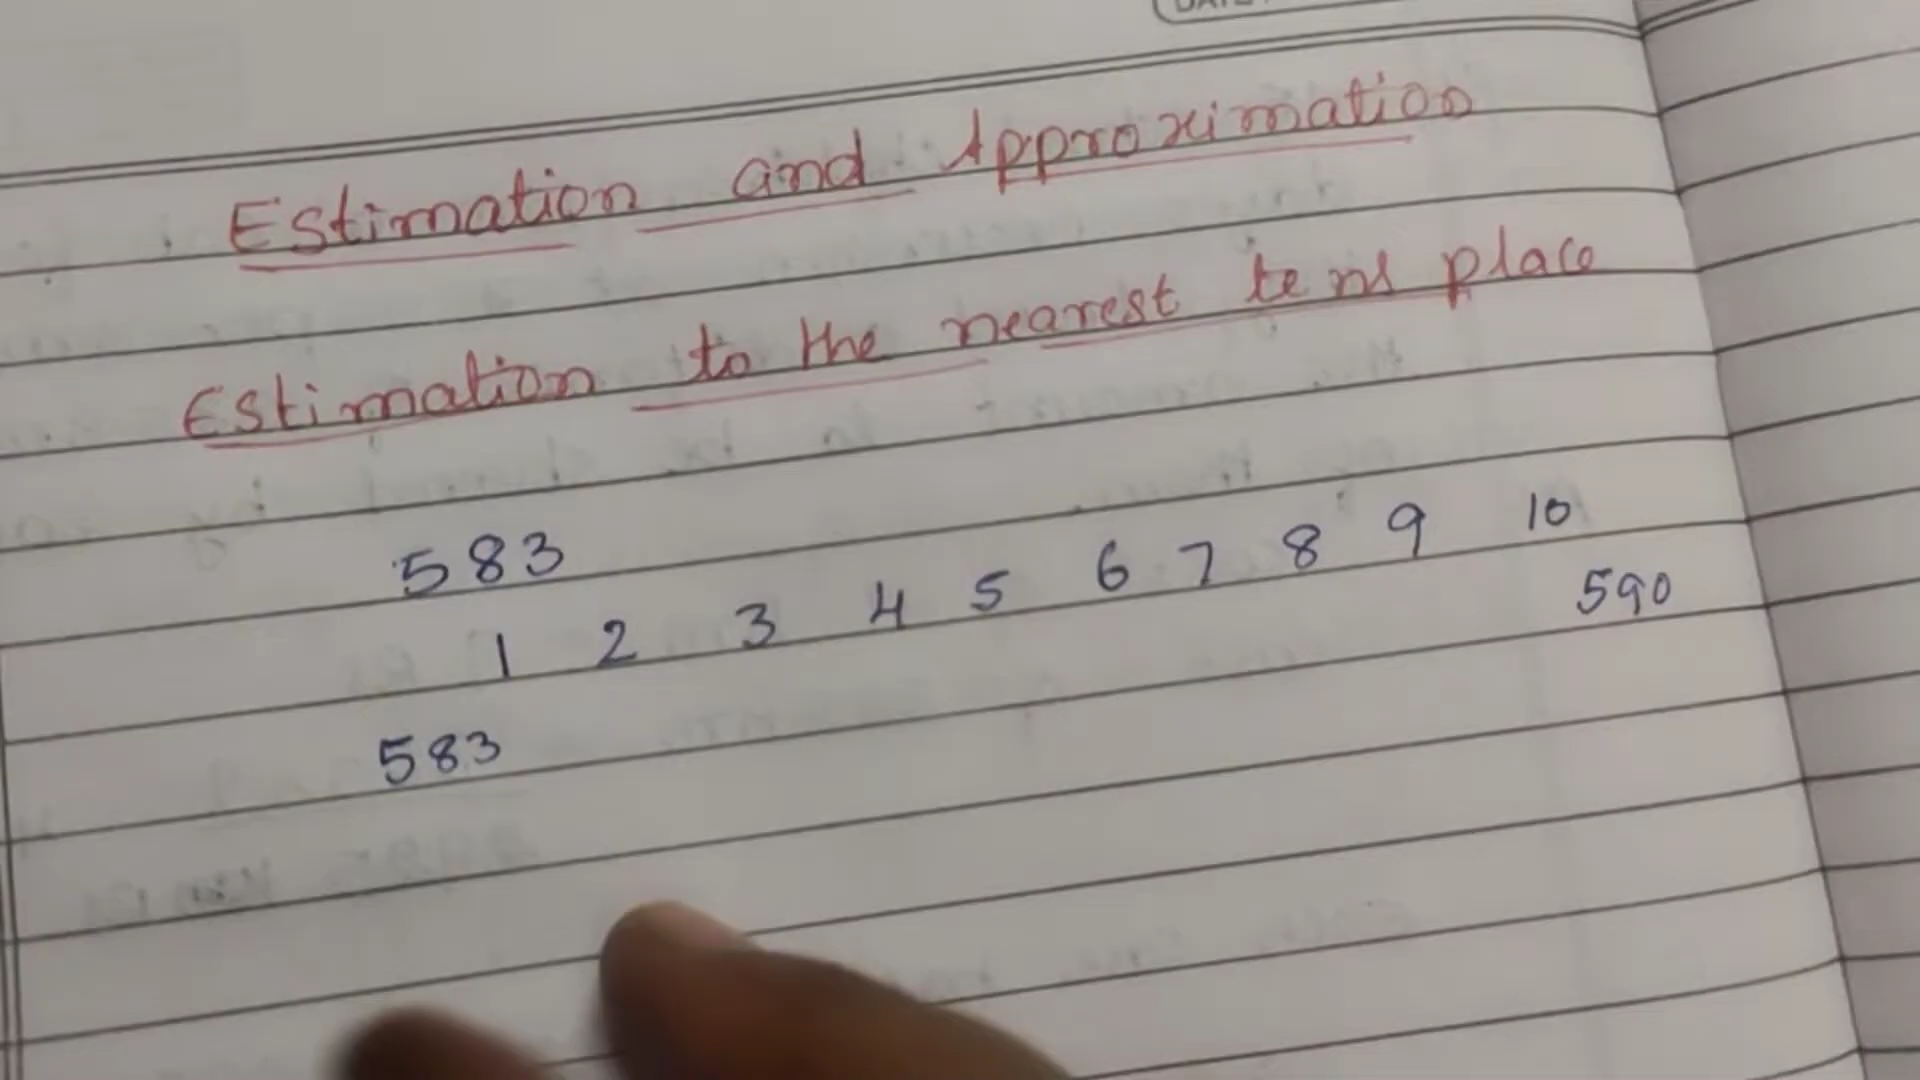 Estimation and Approximation
Estimation to the nearest tens place
583
1 2 3 4 5 6 7 8 9 10
590
583